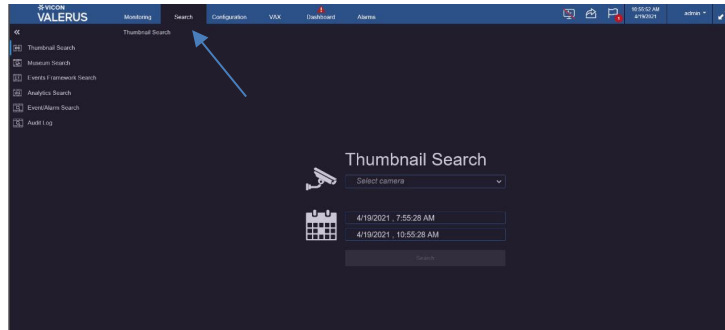 VICON
VALERUS
Monitoring Search Configuration VAX Dashboard Alarms
10:55:52 AM
4/19/2021
admin
Thumbnail Search
Thumbnail Search
Museum Search
Events Framework Search
Analytics Search
Event/Alarm Search
Audit Log
Thumbnail Search
Select camera
4/19/2021 , 7:55:28 AM
4/19/2021 , 10:55:28 AM
Search